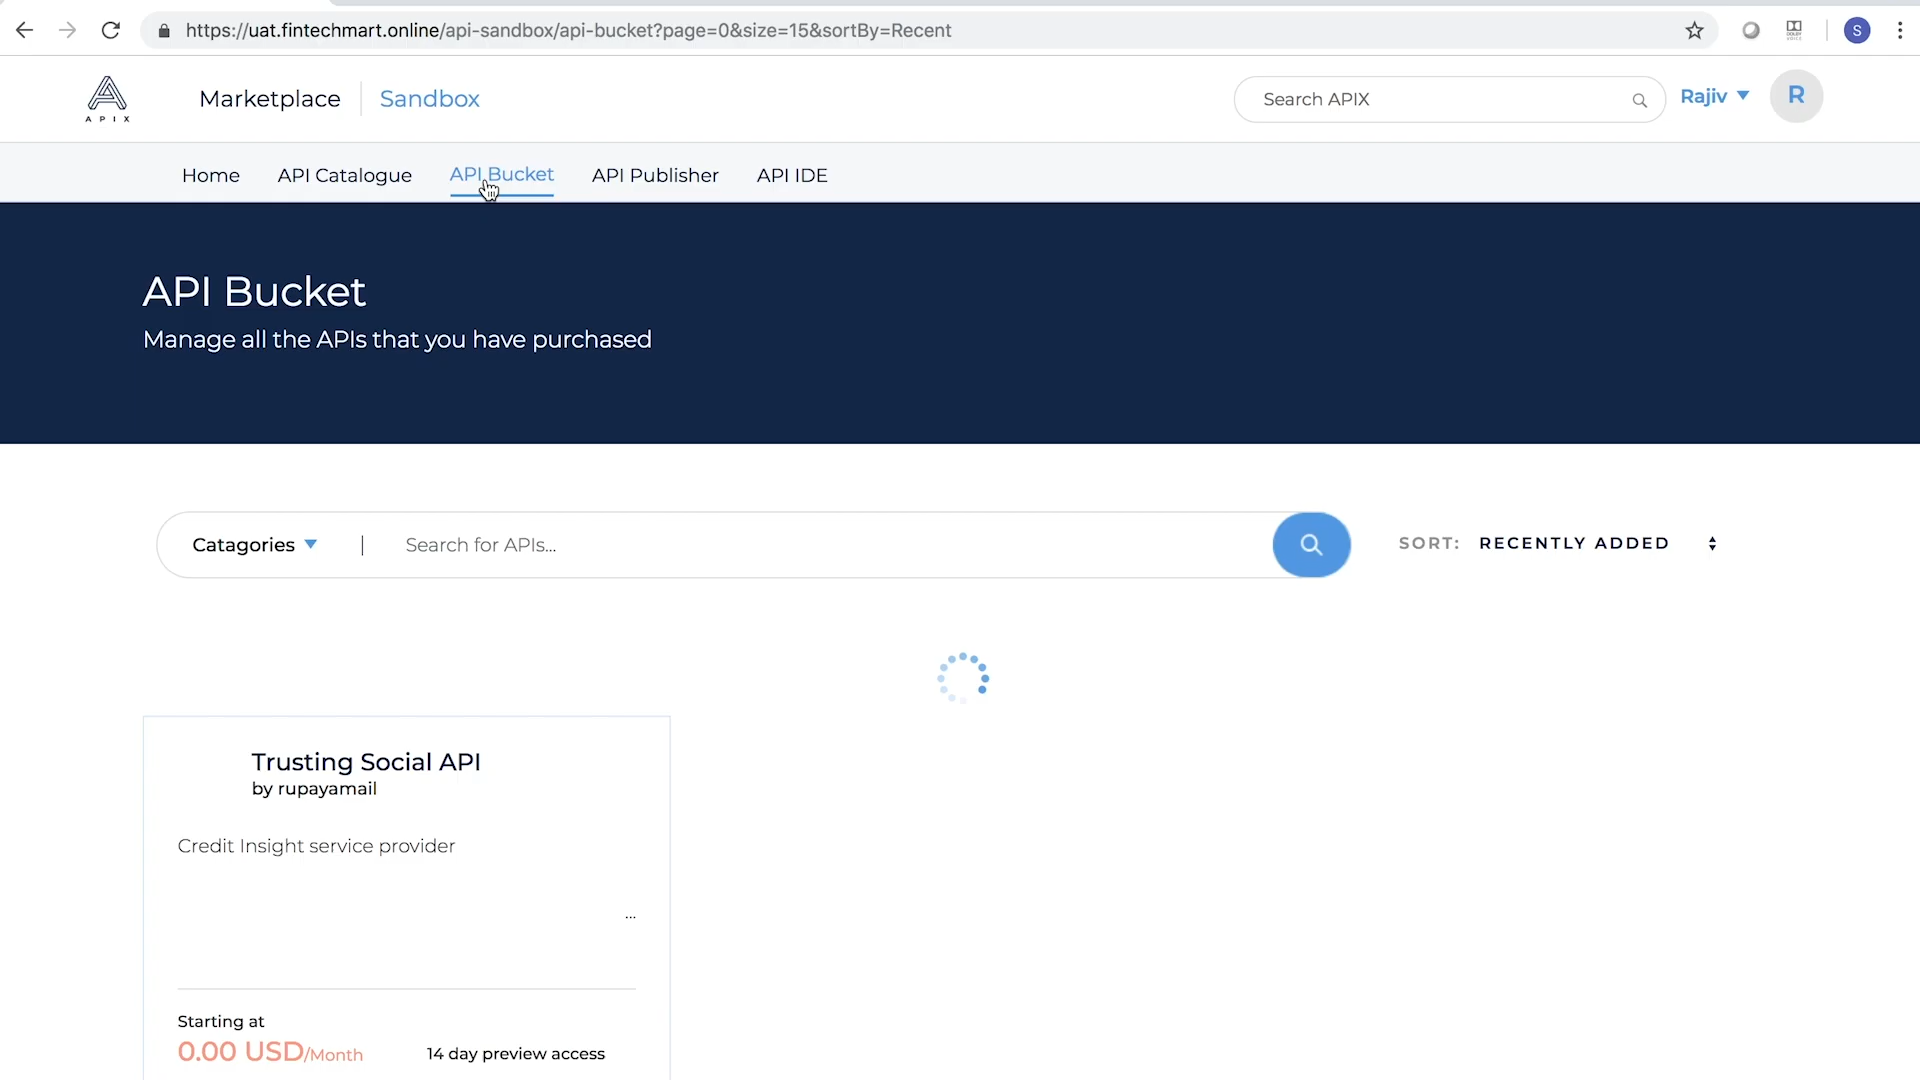 https://uat.fintechmart.online/api-sandbox/api-bucket?page=0&size=15&sortBy=Recent
S
APIX
Marketplace
Sandbox
Search APIX
Rajiv
R
Home
API Catalogue
API Bucket
API Publisher
API IDE
API Bucket
Manage all the APIs that you have purchased
Catagories
Search for APIs...
SORT: RECENTLY ADDED
Trusting Social API
by rupayamail
Credit Insight service provider
...
Starting at
0.00 USD/Month
14 day preview access